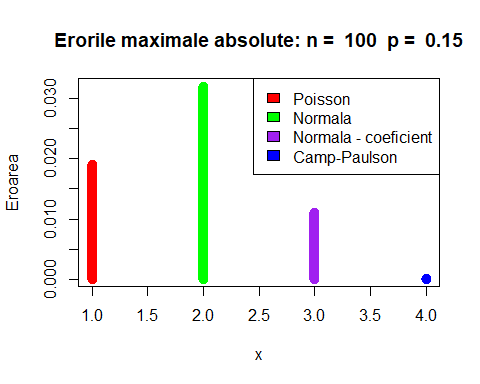 Erorile maximale absolute: n = 100 p = 0.15
Poisson
Normala
Normala - coeficient
Camp-Paulson
Eroarea
0.030
0.020
0.010
0.000
1.0 1.5 2.0 2.5 3.0 3.5 4.0
x